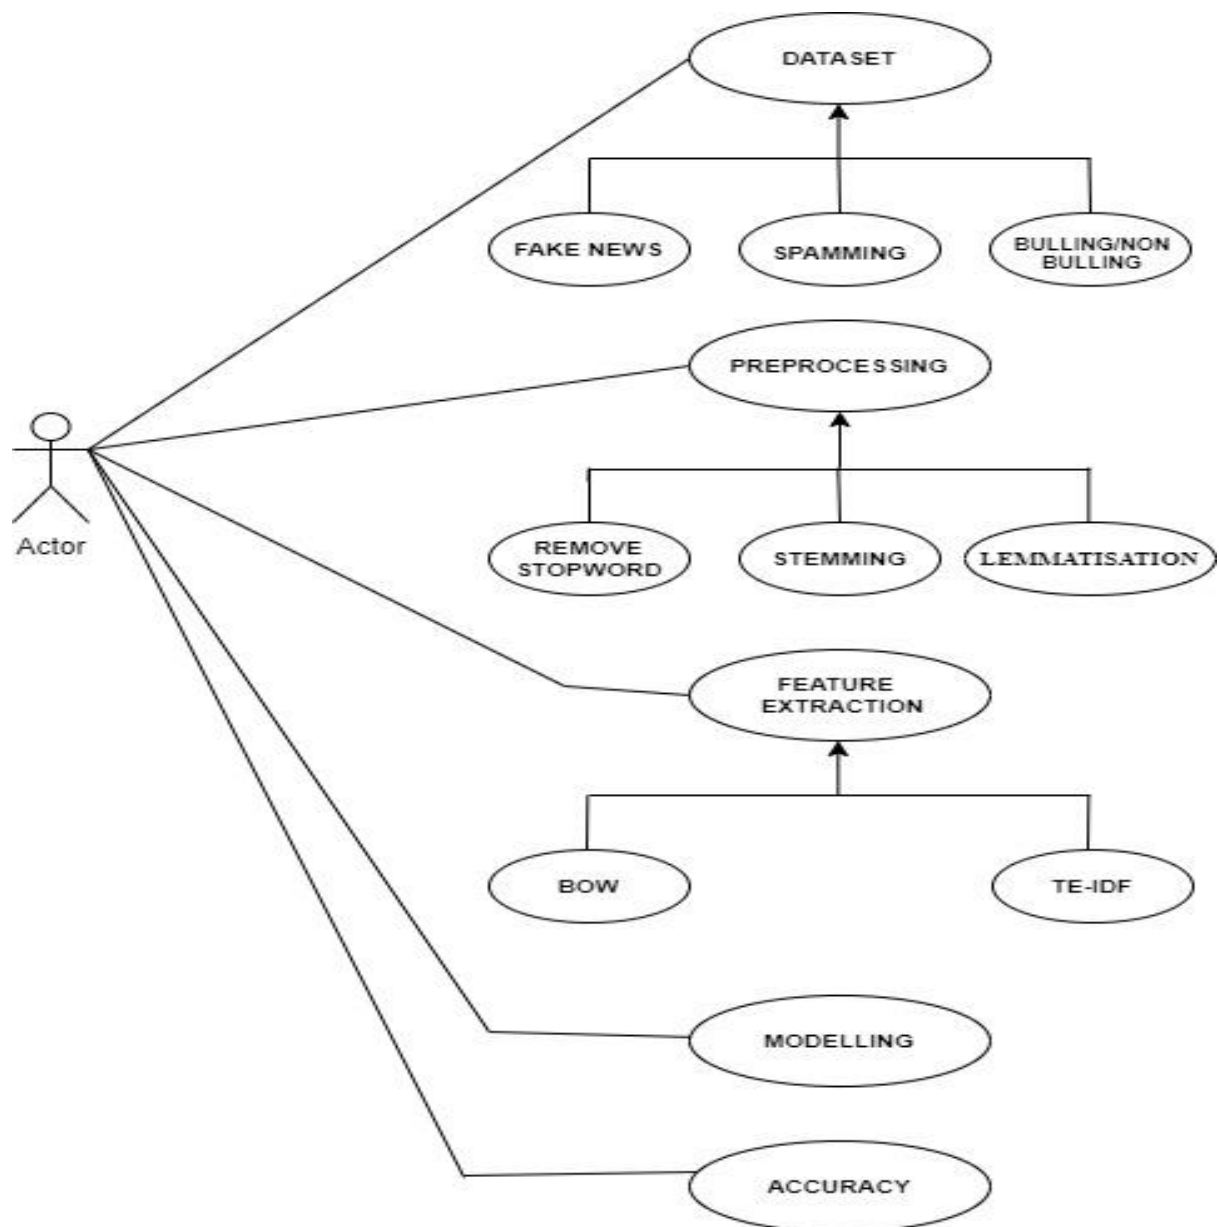 DATASET
FAKE NEWS
SPAMMING
BULLING/NON
BULLING
PREPROCESSING
Actor
REMOVE
STOPWORD
STEMMING
LEMMATISATION
FEATURE
EXTRACTION
BOW
TE-IDF
MODELLING
ACCURACY